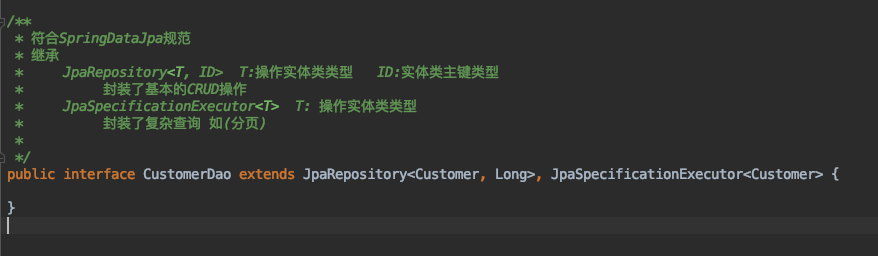 /**
 * 符合SpringDataJpa规范
 * 继承
 *     JpaRepository<T, ID>  T:操作实体类类型   ID:实体类主键类型
 *          封装了基本的CRUD操作
 *     JpaSpecificationExecutor<T>  T: 操作实体类类型
 *          封装了复杂查询 如(分页)
 *
 */
public interface CustomerDao extends JpaRepository<Customer, Long>, JpaSpecificationExecutor<Customer> {
}